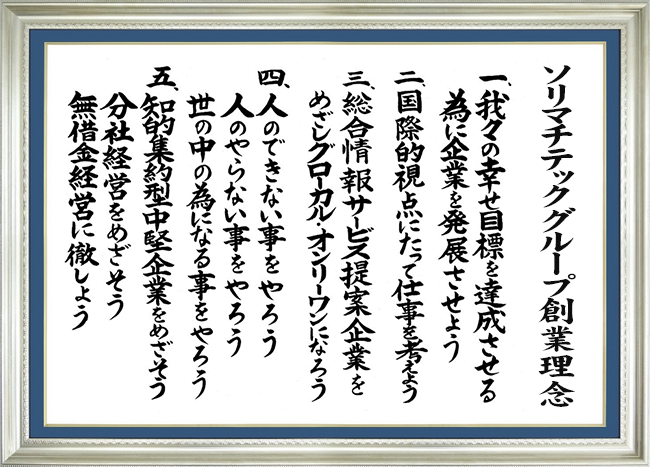 ソリマチテックグループ創業理念
一、我々の幸せ目標を達成させる
為に企業を発展させよう
二、国際的視点にたって仕事を考えよう
三、総合情報サービス提案企業を
めざしグローカル・オンリーワンになろう
四、人のできない事をやろう
人のやらない事をやろう
世の中の為になる事をやろう
五、知的集約型中堅企業をめざそう
分社経営をめざそう
無借金経営に徹しよう